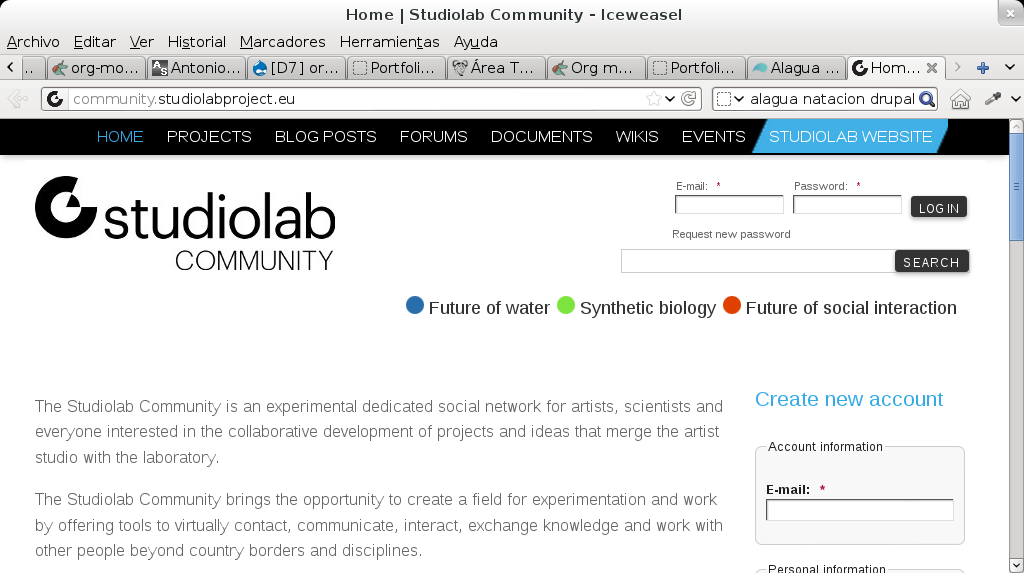 Home | Studiolab Community - Iceweasel
Archivo Editar Ver Historial Marcadores Herramientas Ayuda
.. org-mo... Antonio... [D7] or... Portfoli... Área T... Org m... Portfoli... Alagua ... Hom...
community.studiolabproject.eu alagua natacion drupal
HOME PROJECTS BLOG POSTS FORUMS DOCUMENTS WIKIS EVENTS STUDIOLAB WEBSITE
studiolab
COMMUNITY
E-mail: * Password: *
LOG IN
Request new password
SEARCH
Future of water Synthetic biology Future of social interaction
The Studiolab Community is an experimental dedicated social network for artists, scientists and
everyone interested in the collaborative development of projects and ideas that merge the artist
studio with the laboratory.
The Studiolab Community brings the opportunity to create a field for experimentation and work
by offering tools to virtually contact, communicate, interact, exchange knowledge and work with
other people beyond country borders and disciplines.
Create new account
Account information
E-mail: *
Personal information